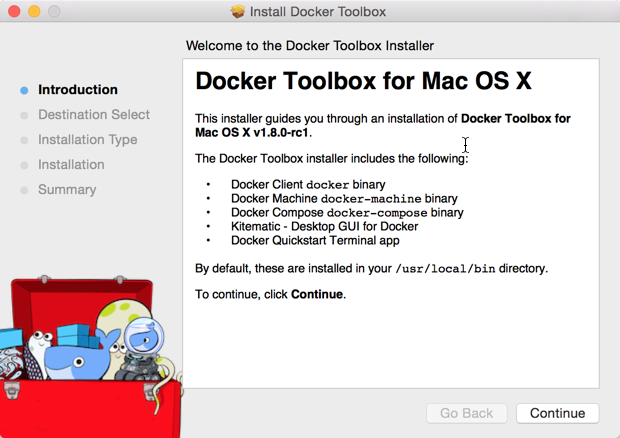 Install Docker Toolbox
Welcome to the Docker Toolbox Installer
Introduction
Destination Select
Installation Type
Installation
Summary
Docker Toolbox for Mac OS X
This installer guides you through an installation of Docker Toolbox for
Mac OS X v1.8.0-rc1.
The Docker Toolbox installer includes the following:
• Docker Client docker binary
• Docker Machine docker-machine binary
• Docker Compose docker-compose binary
• Kitematic - Desktop GUI for Docker
• Docker Quickstart Terminal app
By default, these are installed in your /usr/local/bin directory.
To continue, click Continue.
Go Back
Continue